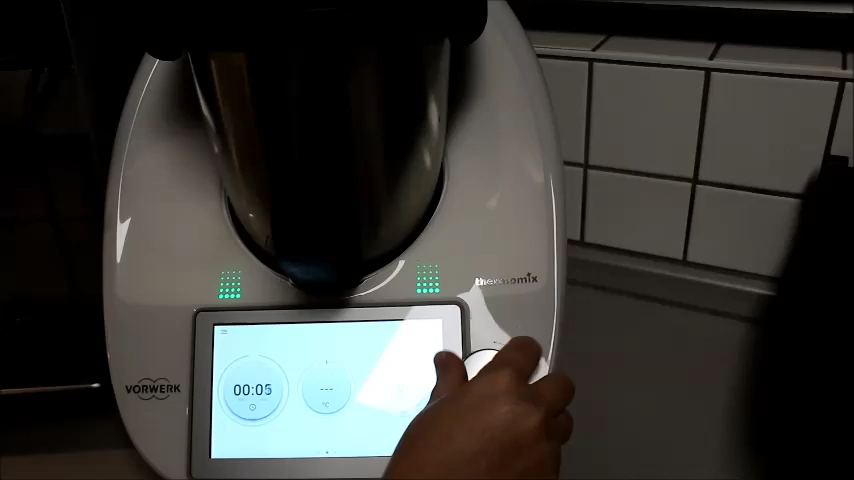 thermomix
VORWERK
00:05
---
°C